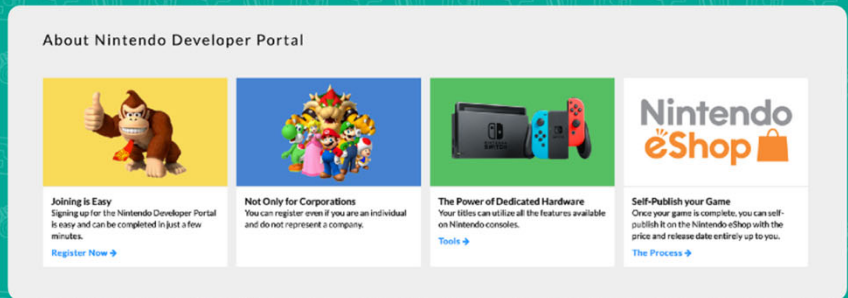 About Nintendo Developer Portal
Joining is Easy
Signing up for the Nintendo Developer Portal
is easy and can be completed in just a few
minutes.
Register Now →
Not Only for Corporations
You can register even if you are an individual
and do not represent a company.
NINTENDO
SWITCH
The Power of Dedicated Hardware
Your titles can utilize all the features available
on Nintendo consoles.
Tools →
Nintendo
eShop
Self-Publish your Game
Once your game is complete, you can self-
publish it on the Nintendo eShop with the
price and release date entirely up to you.
The Process →